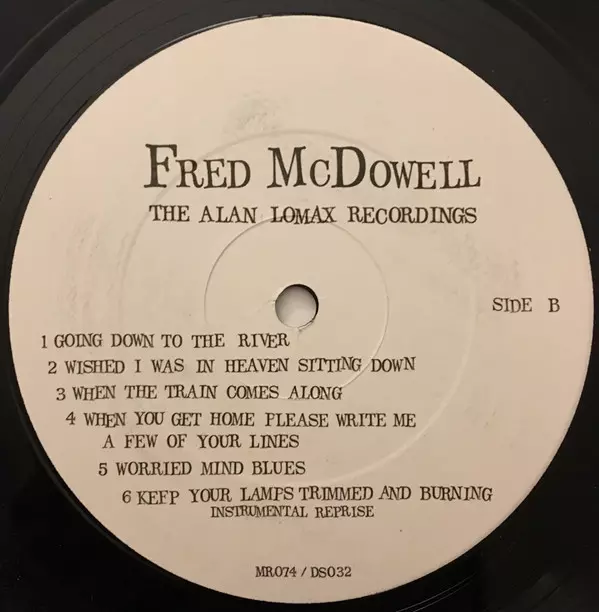 FRED McDOWELL
THE ALAN LOMAX RECORDINGS
SIDE B
1 GOING DOWN TO THE RIVER
2 WISHED I WAS IN HEAVEN SITTING DOWN
3 WHEN THE TRAIN COMES ALONG
4 WHEN YOU GET HOME PLEASE WRITE ME
A FEW OF YOUR LINES
5 WORRIED MIND BLUES
6 KEEP YOUR LAMPS TRIMMED AND BURNING
INSTRUMENTAL REPRISE
MR074 / DS032